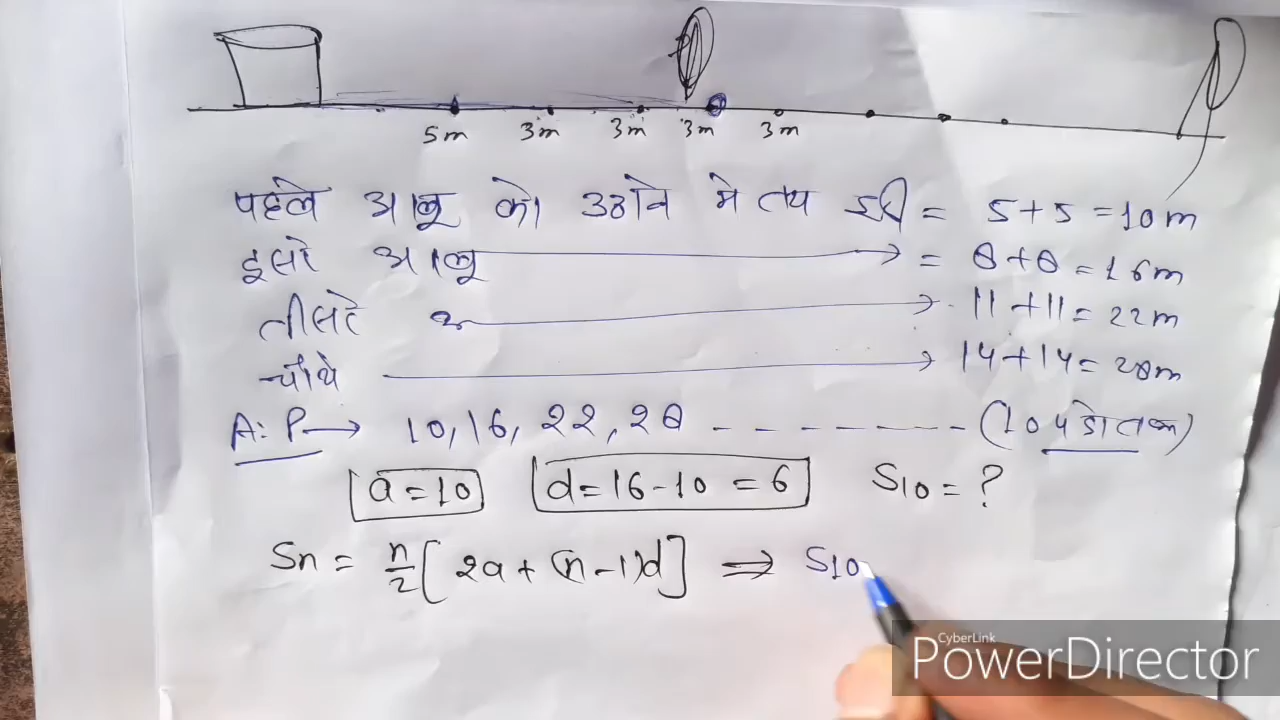 5m 3m 3m 3m 3m
पहले आलू को उठाने मे तय दूरी = 5+5=10m
दूसरे आलू = 8+8=16m
तीसरे 11+11=22m
चौथे 14+14=28m
A.P→ 10,16,22,28 ------- (10 पदो तक)
a=10 d=16-10=6 S10=?
Sn = n/2[2a+(n-1)d] ⇒ S10
CyberLink
PowerDirector